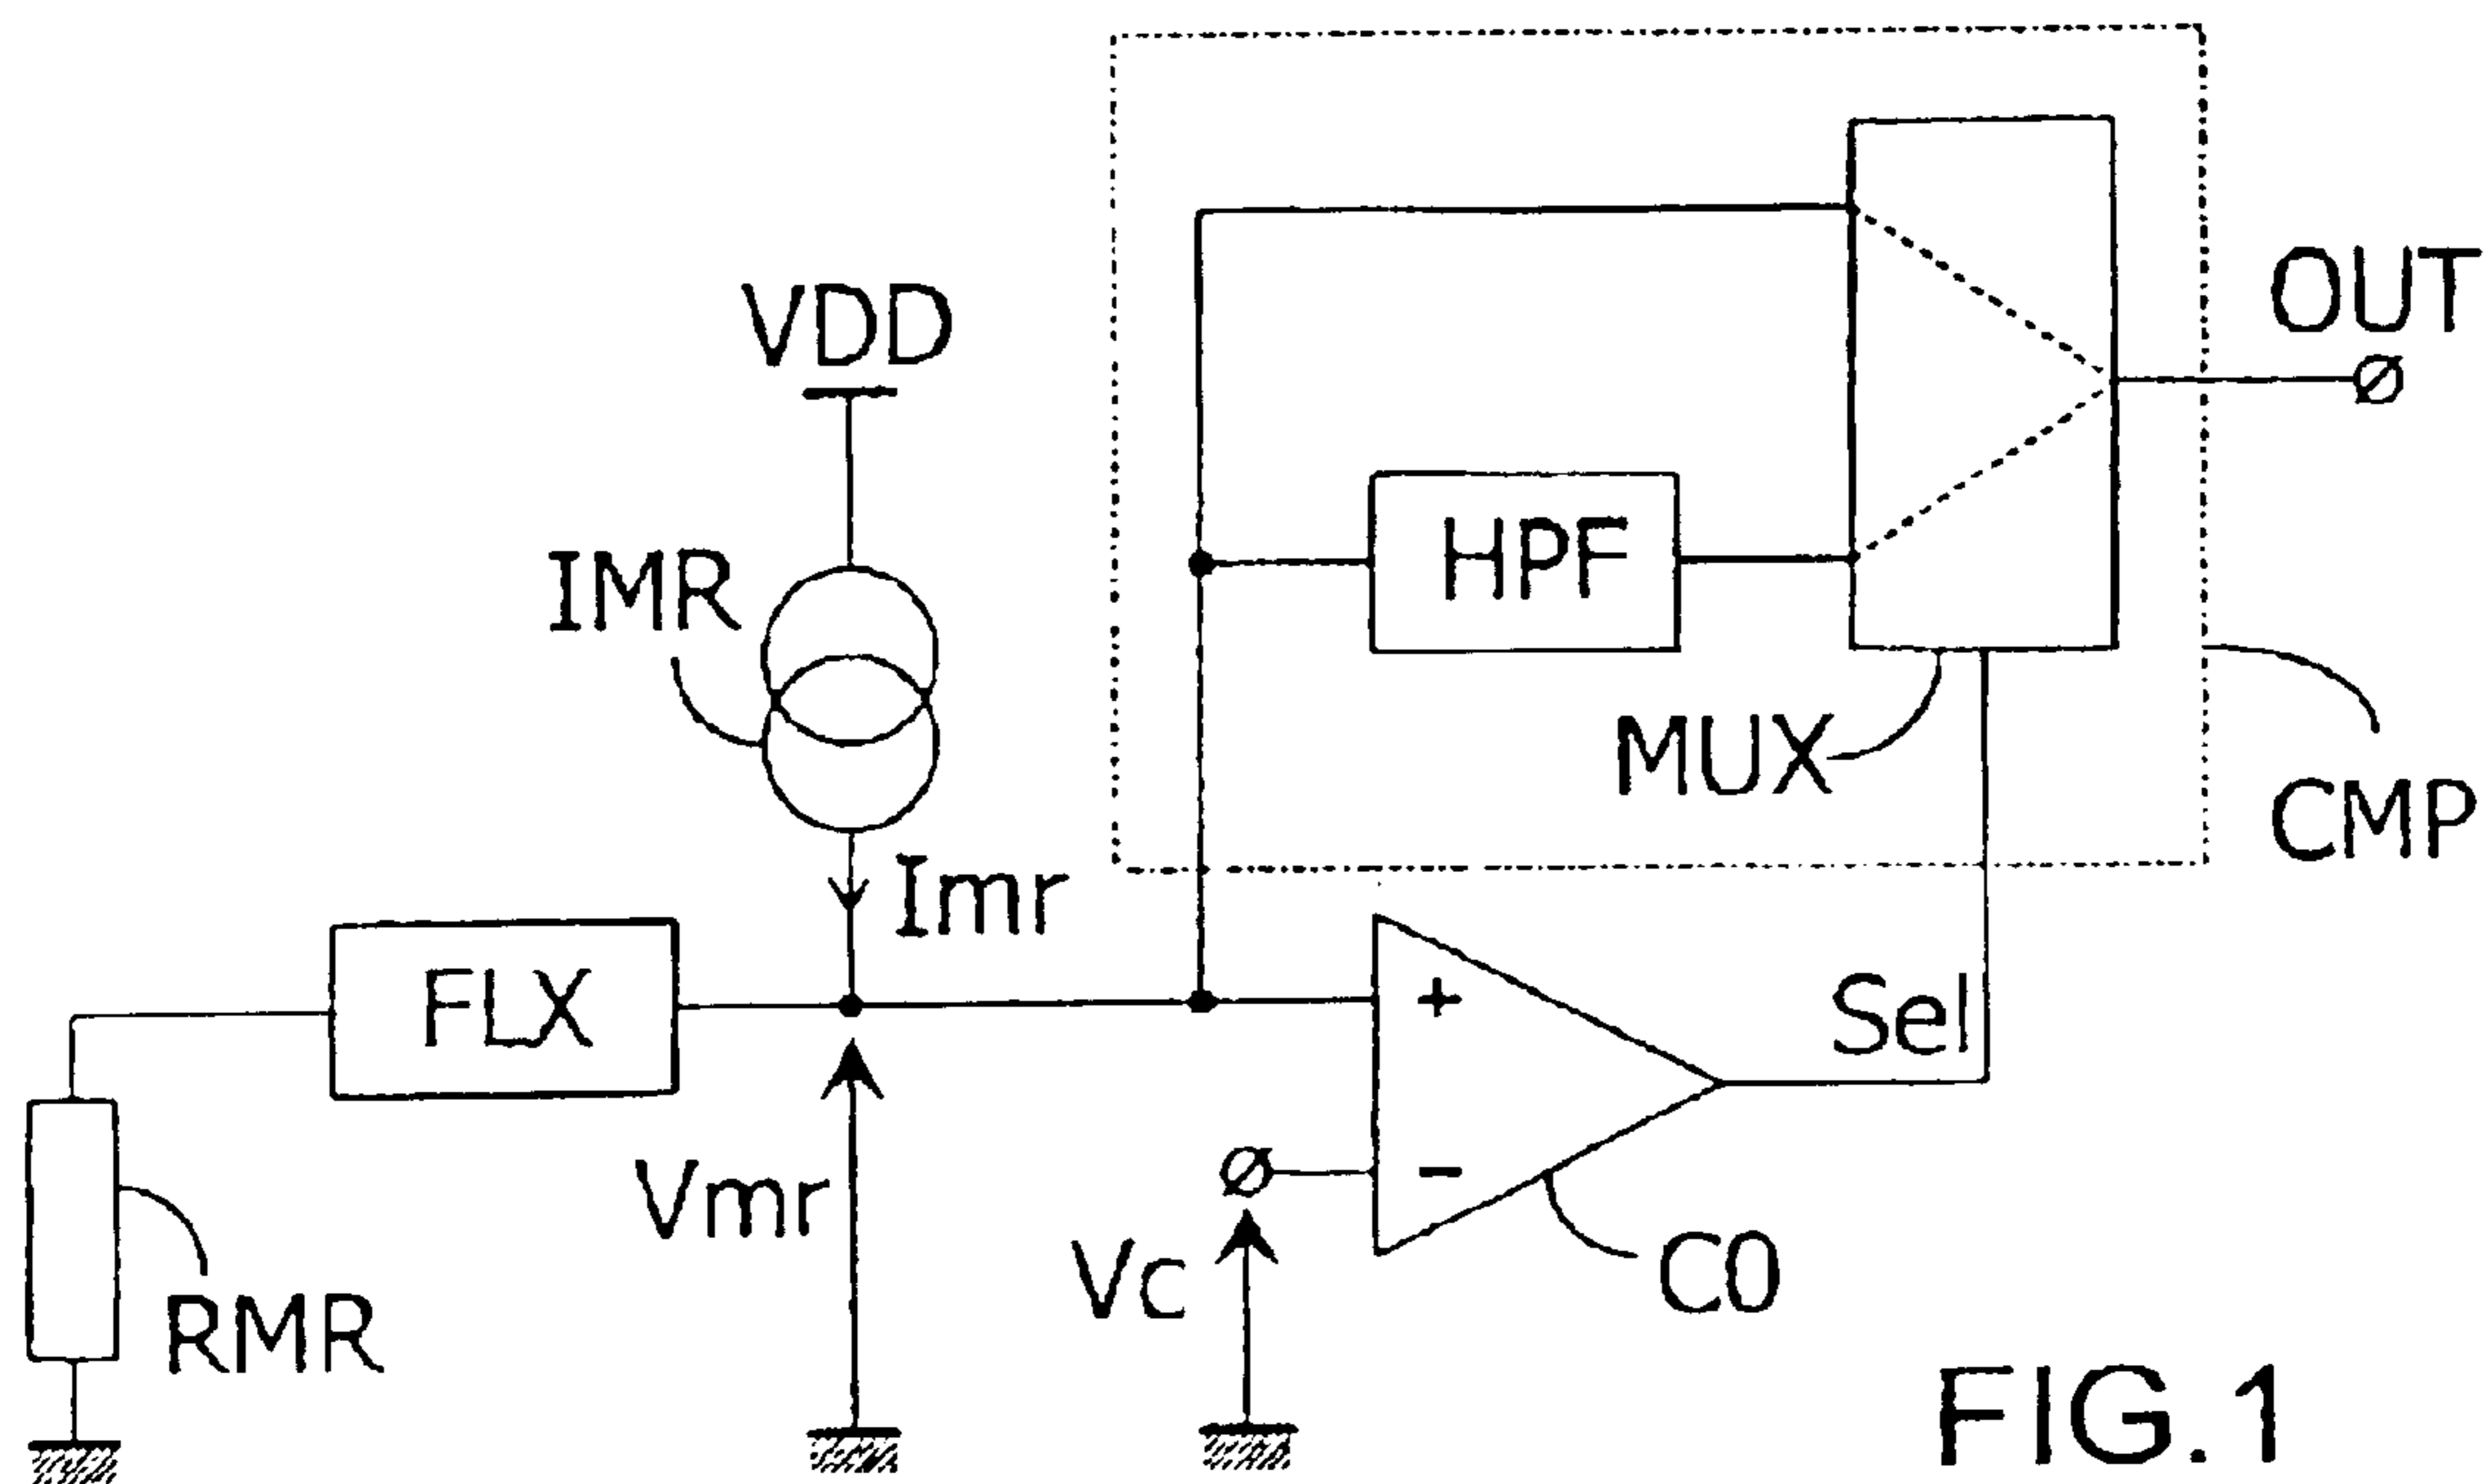 OUT
VDD
IMR
HPF
MUX
CMP
Imr
FLX
+
Sel
Vmr
-
Vc
C0
RMR
FIG.1